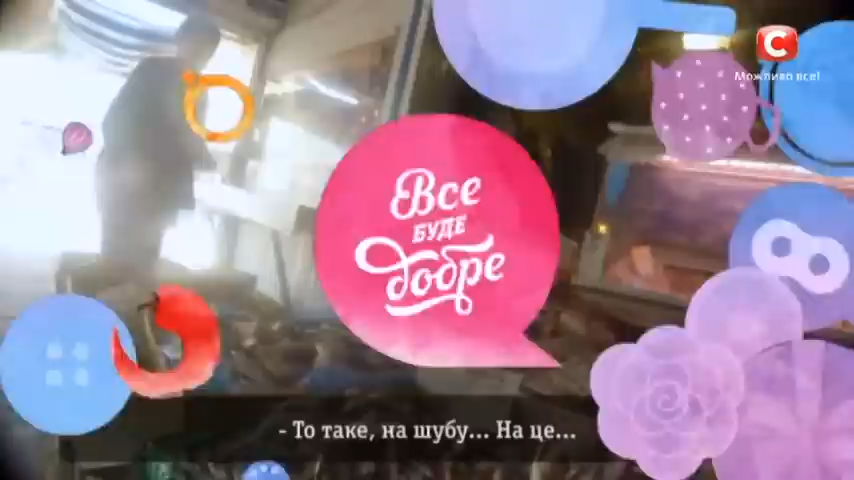 С
Можливо все!
Все
буде
добре
- То таке, на шубу... На це...